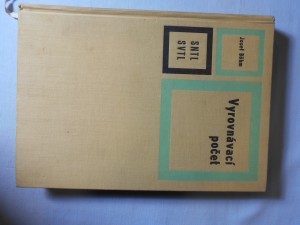 Josef Böhm
SNTL
SVTL
Vyrovnávací
počet